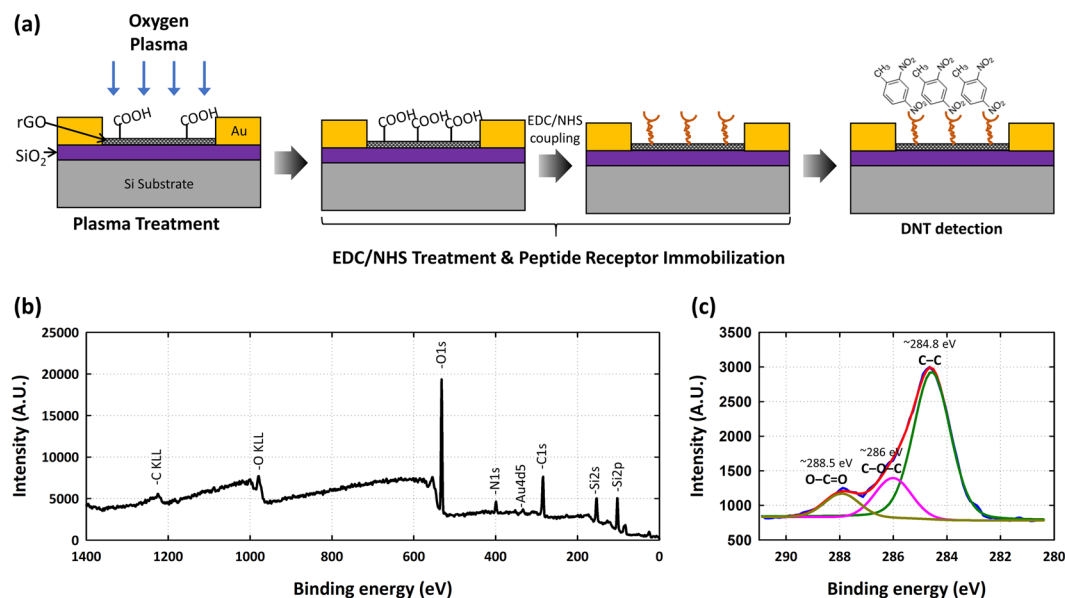 (a)
Oxygen
Plasma
rGO
SiO2
COOH
COOH
Au
Si Substrate
Plasma Treatment
COOH
COOH
COOH
EDC/NHS
coupling
EDC/NHS Treatment & Peptide Receptor Immobilization
CH3
NO2
CH3
NO2
CH3
NO2
NO2
NO2
NO2
DNT detection
(b)
Intensity (A.U.)
25000
20000
15000
10000
5000
0
-C KLL
-O KLL
-O1s
-N1s
-Au4d5
-C1s
-Si2s
-Si2p
1400
1200
1000
800
600
400
200
0
Binding energy (eV)
(c)
Intensity (A.U.)
3500
3000
2500
2000
1500
1000
500
~284.8 eV
C–C
~286 eV
C–O–C
~288.5 eV
O–C=O
290
288
286
284
282
280
Binding energy (eV)